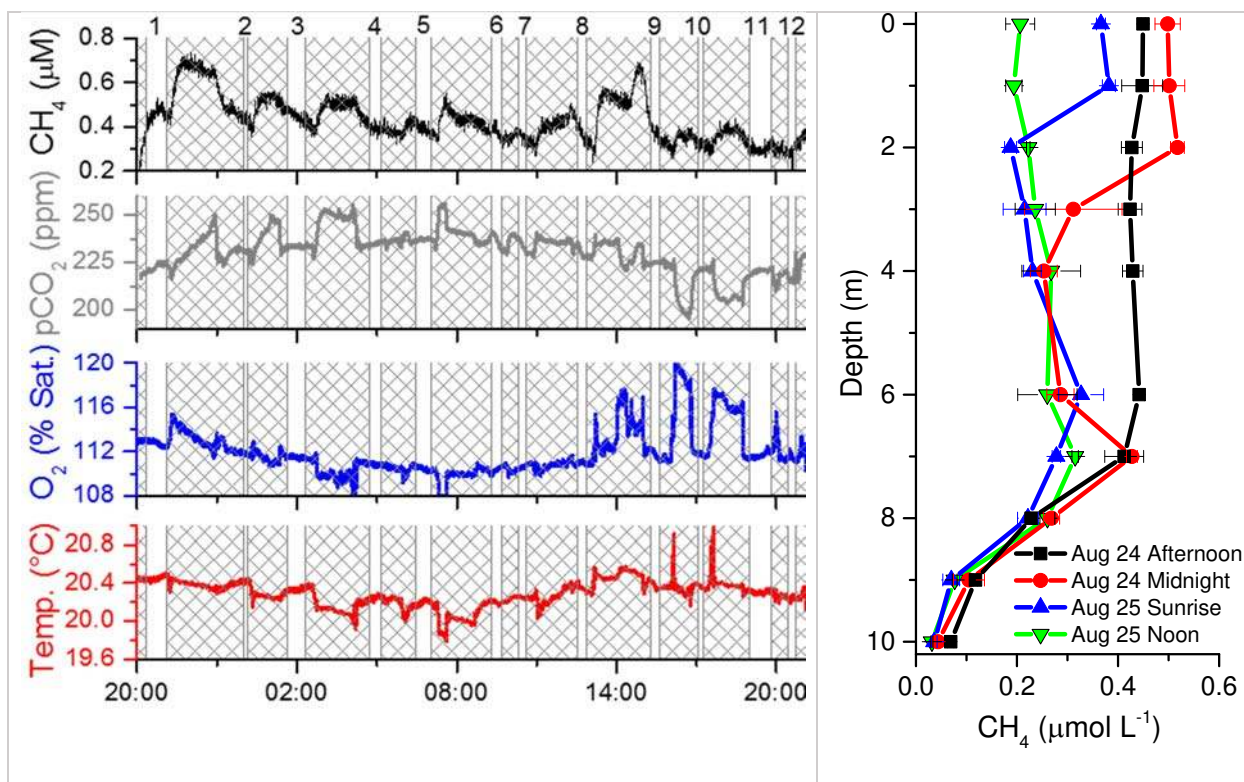 1 2 3 4 5 6 7 8 9 10 11 12
CH₄ (μM)
0.8
0.6
0.4
0.2
pCO₂ (ppm)
250
225
200
O₂ (% Sat.)
120
116
112
108
Temp. (°C)
20.8
20.4
20.0
19.6
20:00 02:00 08:00 14:00 20:00
Depth (m)
0
2
4
6
8
10
Aug 24 Afternoon
Aug 24 Midnight
Aug 25 Sunrise
Aug 25 Noon
0.0 0.2 0.4 0.6
CH₄ (μmol L⁻¹)